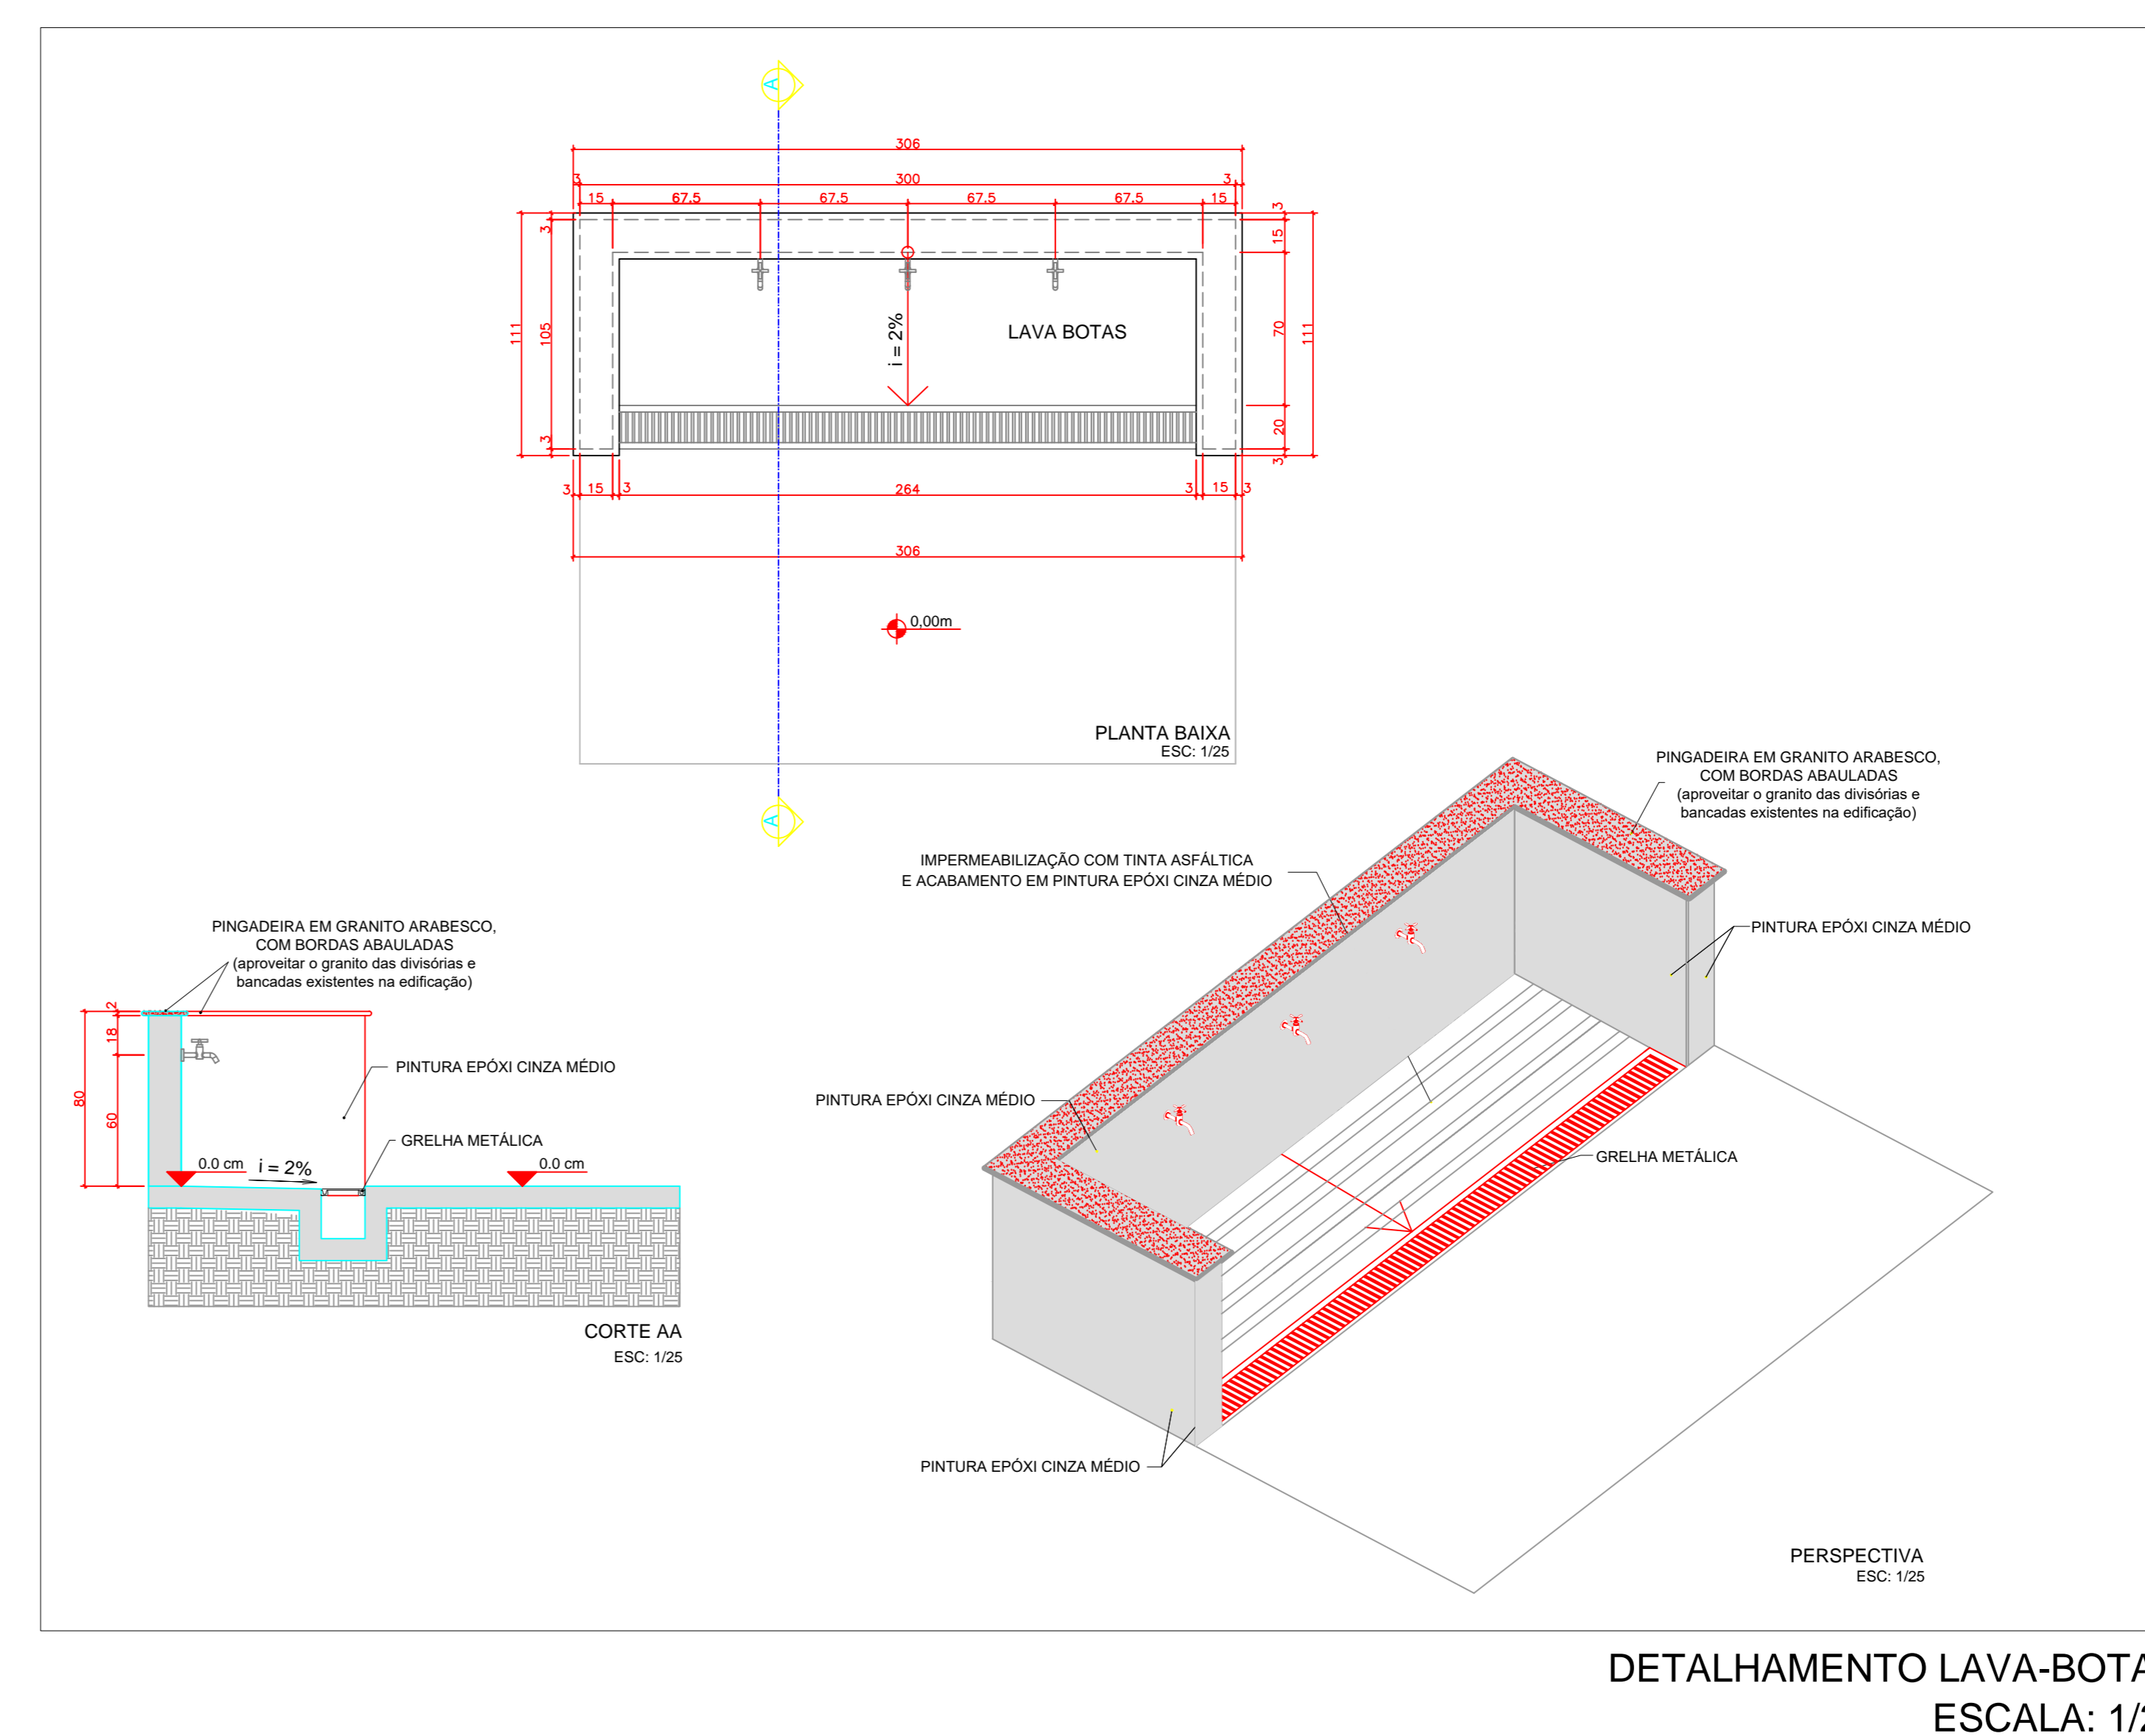 A
306
3
300
3
15
67.5
67.5
67.5
67.5
15
3
3
15
111
105
i = 2%
LAVA BOTAS
70
111
3
20
3
3
15
3
264
3
15
3
306
0,00m
PLANTA BAIXA
ESC: 1/25
A
PINGADEIRA EM GRANITO ARABESCO,
COM BORDAS ABAULADAS
(aproveitar o granito das divisórias e
bancadas existentes na edificação)
IMPERMEABILIZAÇÃO COM TINTA ASFÁLTICA
E ACABAMENTO EM PINTURA EPÓXI CINZA MÉDIO
PINTURA EPÓXI CINZA MÉDIO
PINTURA EPÓXI CINZA MÉDIO
GRELHA METÁLICA
PINTURA EPÓXI CINZA MÉDIO
PERSPECTIVA
ESC: 1/25
PINGADEIRA EM GRANITO ARABESCO,
COM BORDAS ABAULADAS
(aproveitar o granito das divisórias e
bancadas existentes na edificação)
2
18
80
60
PINTURA EPÓXI CINZA MÉDIO
GRELHA METÁLICA
0.0 cm
i = 2%
0.0 cm
CORTE AA
ESC: 1/25
DETALHAMENTO LAVA-BOTA
ESCALA: 1/2